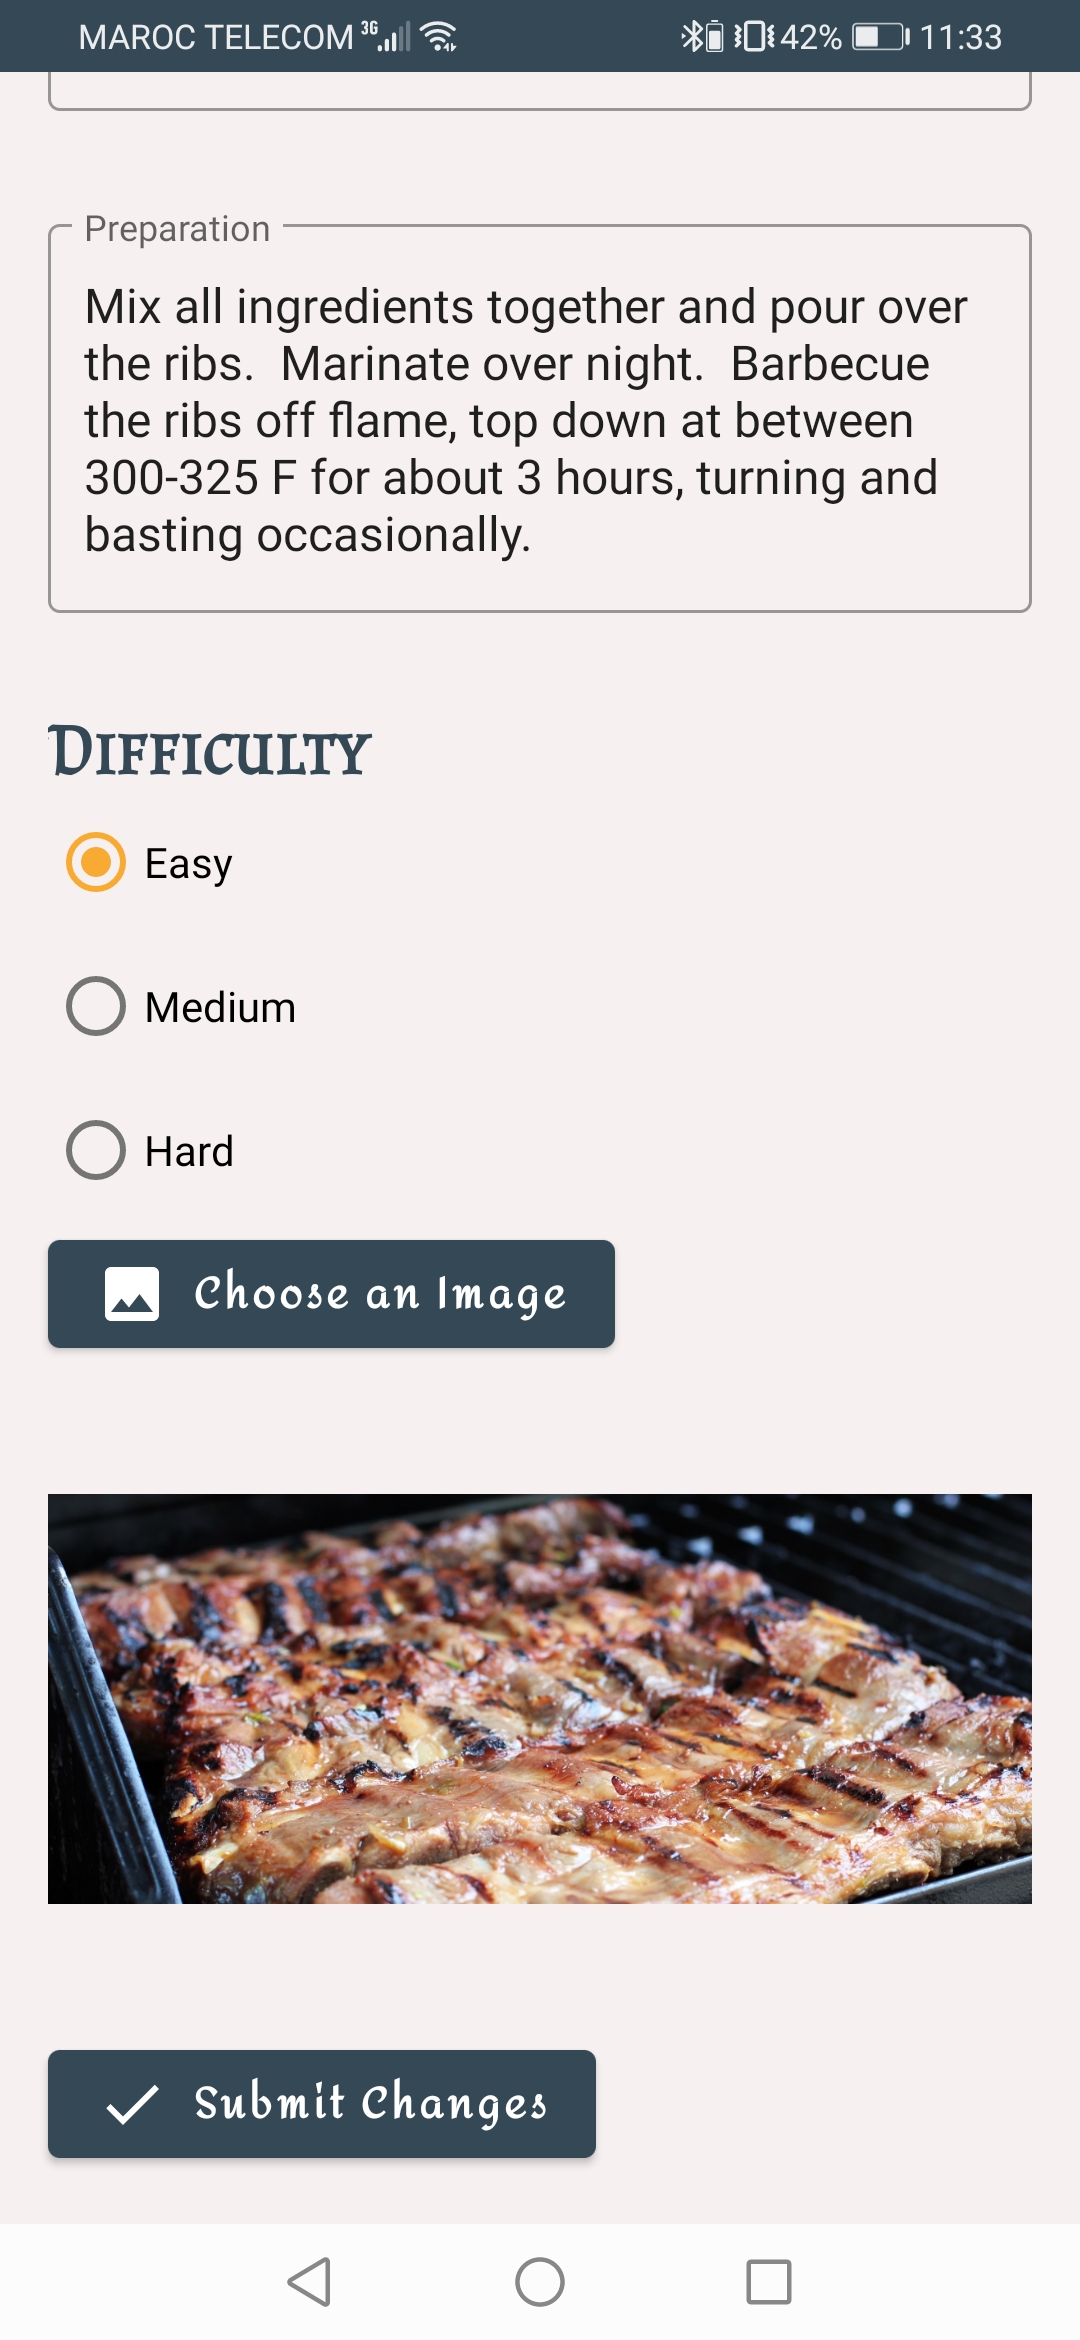 MAROC TELECOM 3G 42% 11:33
Preparation
Mix all ingredients together and pour over
the ribs.  Marinate over night.  Barbecue
the ribs off flame, top down at between
300-325 F for about 3 hours, turning and
basting occasionally.
Difficulty
Easy
Medium
Hard
Choose an Image
Submit Changes